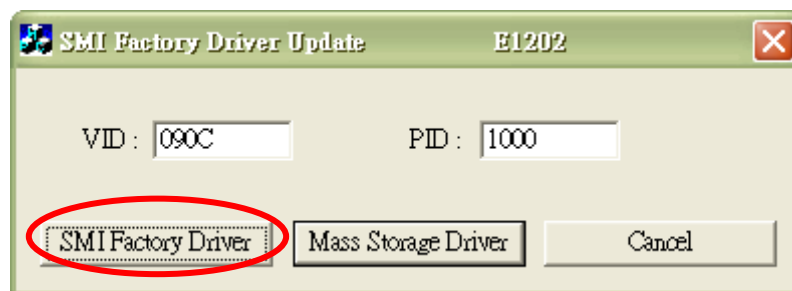 SMI Factory Driver Update E1202
VID : 090C PID : 1000
SMI Factory Driver Mass Storage Driver Cancel